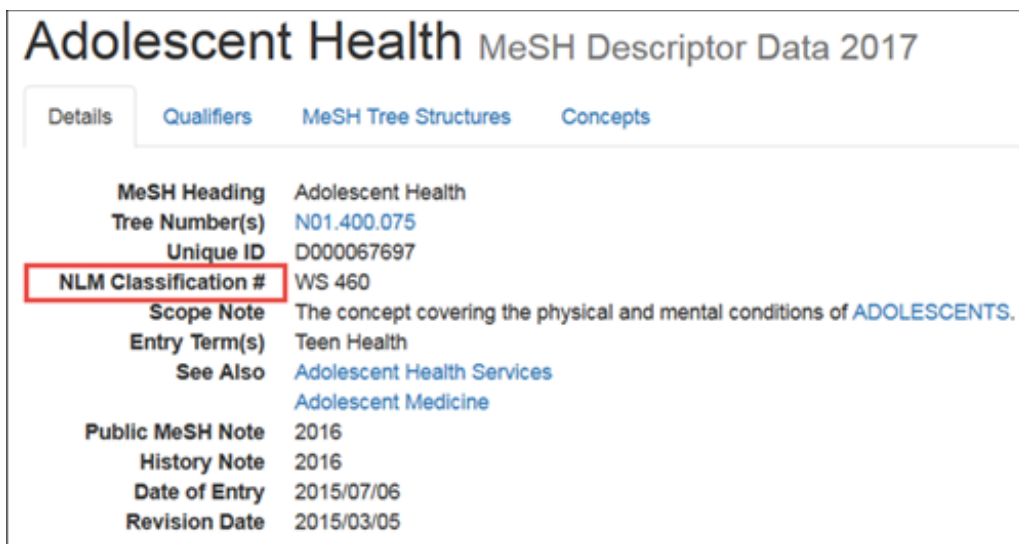 Adolescent Health MeSH Descriptor Data 2017
Details Qualifiers MeSH Tree Structures Concepts
MeSH Heading Adolescent Health
Tree Number(s) N01.400.075
Unique ID D000067697
NLM Classification # WS 460
Scope Note The concept covering the physical and mental conditions of ADOLESCENTS.
Entry Term(s) Teen Health
See Also Adolescent Health Services
Adolescent Medicine
Public MeSH Note 2016
History Note 2016
Date of Entry 2015/07/06
Revision Date 2015/03/05